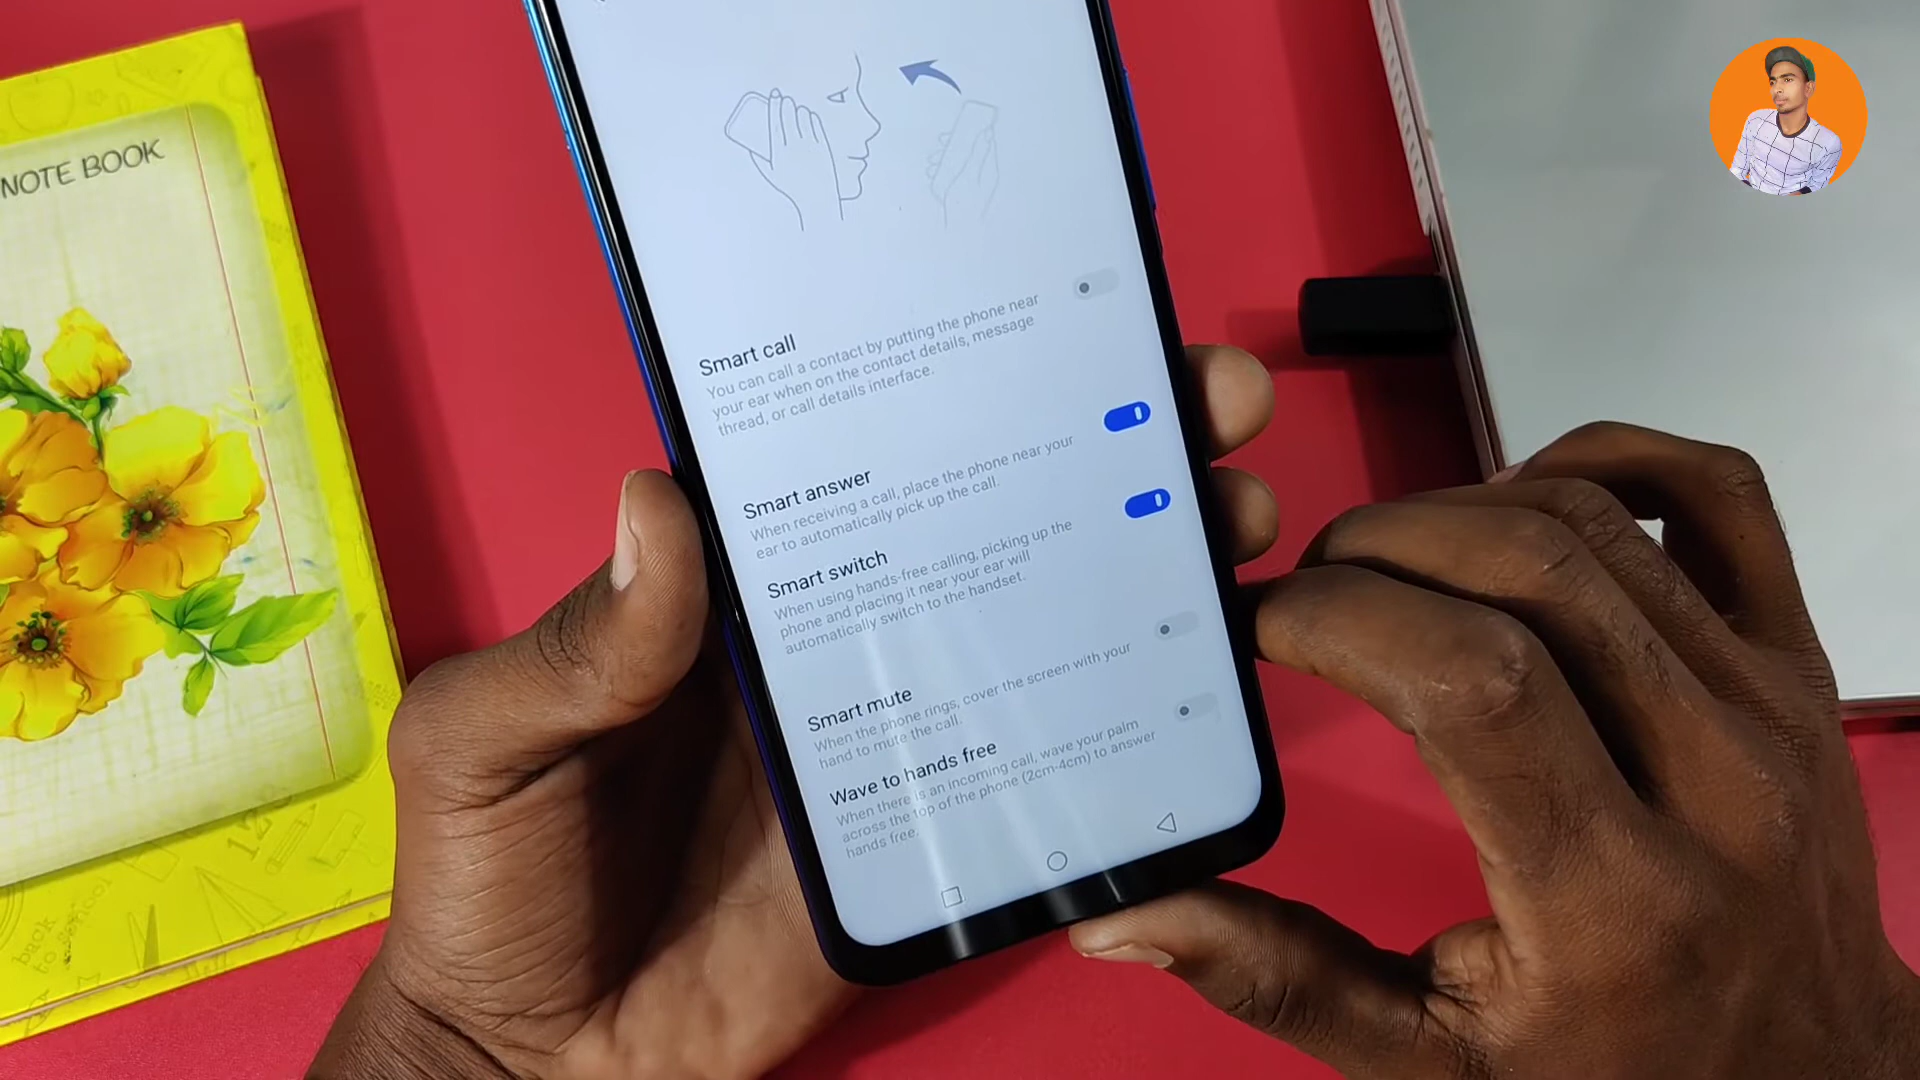 NOTE BOOK
Smart call
You can call a contact by putting the phone near
your ear when on the contact details, message
thread, or call details interface.
Smart answer
When receiving a call, place the phone near your
ear to automatically pick up the call.
Smart switch
When using hands-free calling, picking up the
phone and placing it near your ear will
automatically switch to the handset.
Smart mute
When the phone rings, cover the screen with your
hand to mute the call.
Wave to hands free
When there is an incoming call, wave your palm
across the top of the phone (2cm-4cm) to answer
hands free.
back
to school